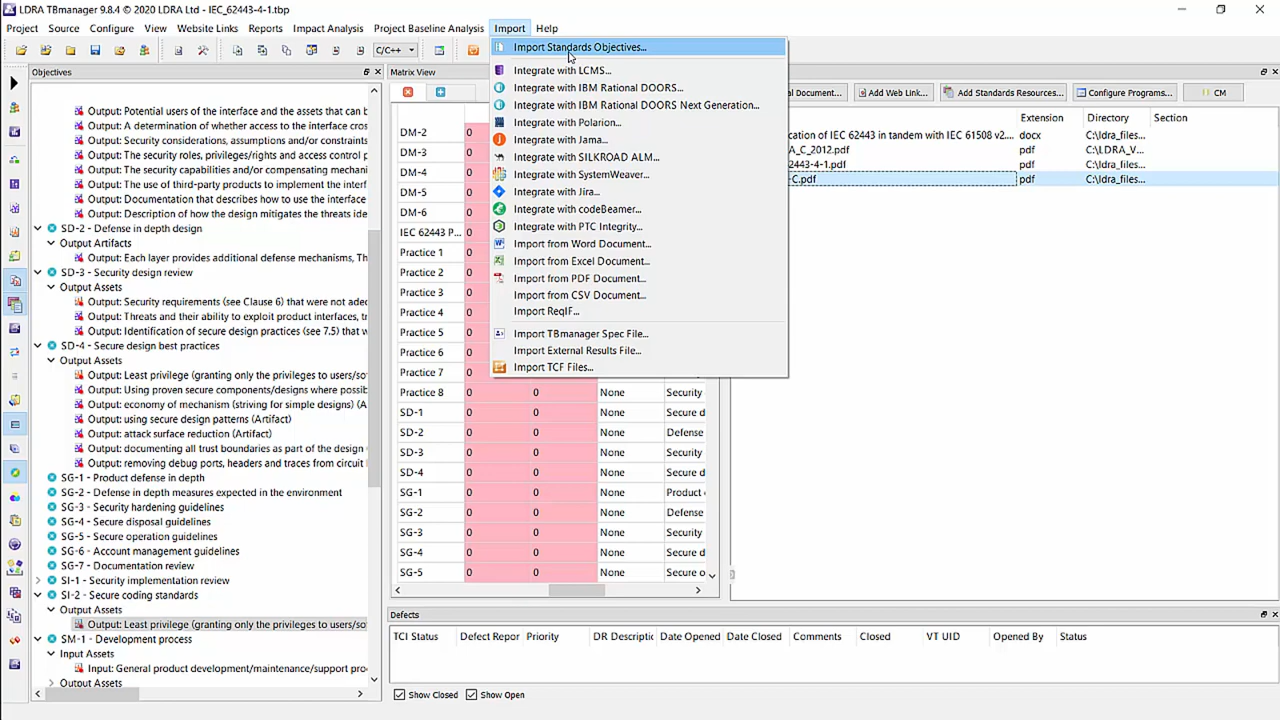 LDRA TBmanager 9.8.4 © 2020 LDRA Ltd - IEC_62443-4-1.tbp
Project Source Configure View Website Links Reports Impact Analysis Project Baseline Analysis Import Help
C/C++
Import Standards Objectives...
Integrate with LCMS...
Integrate with IBM Rational DOORS...
Integrate with IBM Rational DOORS Next Generation...
Integrate with Polarion...
Integrate with Jama...
Integrate with SILKROAD ALM...
Integrate with SystemWeaver...
Integrate with Jira...
Integrate with codeBeamer...
Integrate with PTC Integrity...
Import from Word Document...
Import from Excel Document...
Import from PDF Document...
Import from CSV Document...
Import ReqIF...
Import TBmanager Spec File...
Import External Results File...
Import TCF Files...
Objectives
Output: Potential users of the interface and the assets that can b
Output: A determination of whether access to the interface cros
Output: Security considerations, assumptions and/or constraints
Output: The security roles, privileges/rights and access control p
Output: The security capabilities and/or compensating mechani
Output: The use of third-party products to implement the interf
Output: Documentation that describes how to use the interface
Output: Description of how the design mitigates the threats ide
SD-2 - Defense in depth design
Output Artifacts
Output: Each layer provides additional defense mechanisms, Th
SD-3 - Security design review
Output Assets
Output: Security requirements (see Clause 6) that were not adec
Output: Threats and their ability to exploit product interfaces, tr
Output: Identification of secure design practices (see 7.5) that w
SD-4 - Secure design best practices
Output Assets
Output: Least privilege (granting only the privileges to users/sof
Output: Using proven secure components/designs where possib
Output: economy of mechanism (striving for simple designs) (A
Output: using secure design patterns (Artifact)
Output: attack surface reduction (Artifact)
Output: documenting all trust boundaries as part of the design (
Output: removing debug ports, headers and traces from circuit l
SG-1 - Product defense in depth
SG-2 - Defense in depth measures expected in the environment
SG-3 - Security hardening guidelines
SG-4 - Secure disposal guidelines
SG-5 - Secure operation guidelines
SG-6 - Account management guidelines
SG-7 - Documentation review
SI-1 - Security implementation review
SI-2 - Secure coding standards
Output Assets
Output: Least privilege (granting only the privileges to users/sof
SM-1 - Development process
Input Assets
Input: General product development/maintenance/support proc
Output Assets
Matrix View
0 0
DM-2 0
DM-3 0
DM-4 0
DM-5 0
DM-6 0
IEC 62443 P... 0
Practice 1 0
Practice 2 0
Practice 3 0
Practice 4 0
Practice 5 0
Practice 6 0
Practice 7 0
Practice 8 0 0 None Security
SD-1 0 0 None Secure d
SD-2 0 0 None Defense
SD-3 0 0 None Security
SD-4 0 0 None Secure d
SG-1 0 0 None Product
SG-2 0 0 None Defense
SG-3 0 0 None Security
SG-4 0 0 None Secure d
SG-5 0 0 None Secure o
al Document... Add Web Link... Add Standards Resources... Configure Programs... CM
Extension Directory Section
cation of IEC 62443 in tandem with IEC 61508 v2... docx C:\ldra_files...
A_C_2012.pdf pdf C:\LDRA_V...
2443-4-1.pdf pdf C:\ldra_files...
-C.pdf pdf C:\ldra_files...
Defects
TCI Status Defect Repor Priority DR Descriptic Date Opened Date Closed Comments Closed VT UID Opened By Status
Show Closed Show Open